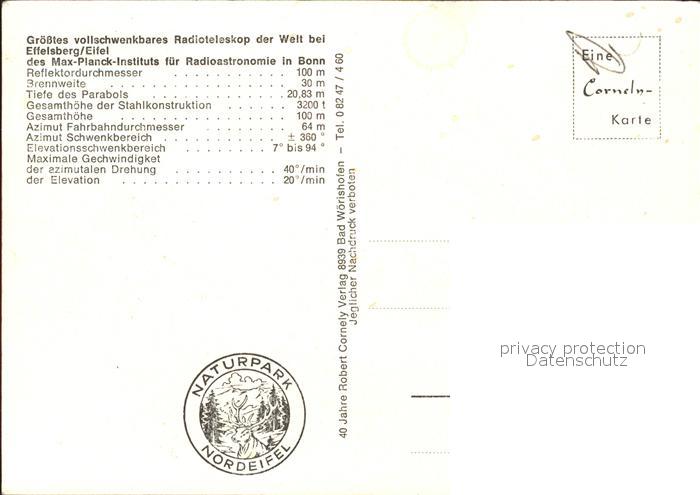 Größtes vollschwenkbares Radioteleskop der Welt bei
Effelsberg/Eifel
des Max-Planck-Instituts für Radioastronomie in Bonn
Reflektordurchmesser . . . . . . . . . . 100 m
Brennweite . . . . . . . . . . 30 m
Tiefe des Parabols . . . . . . . . . . 20,83 m
Gesamthöhe der Stahlkonstruktion . . . . . . 3200 t
Gesamthöhe . . . . . . . . . . 100 m
Azimut Fahrbahndurchmesser . . . . . . . . 64 m
Azimut Schwenkbereich . . . . . . . . . . ± 360 °
Elevationsschwenkbereich . . . . . . . 7° bis 94 °
Maximale Gechwindigket
der azimutalen Drehung . . . . . . . . . 40°/min
der Elevation . . . . . . . . . . . . 20°/min
40 Jahre Robert Cornely Verlag 8939 Bad Wörishofen – Tel. 0 82 47 / 4 60
Jeglicher Nachdruck verboten
Eine
Cornely-
Karte
privacy protection
Datenschutz
NATURPARK
NORDEIFEL